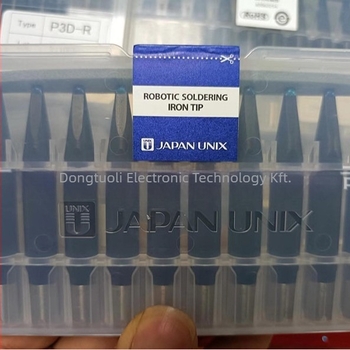 Type P3D-R
ROBOTIC SOLDERING
IRON TIP
JAPAN UNIX
Dongtuoli Electronic Technology Kft.
UNIX
JAPAN UNIX